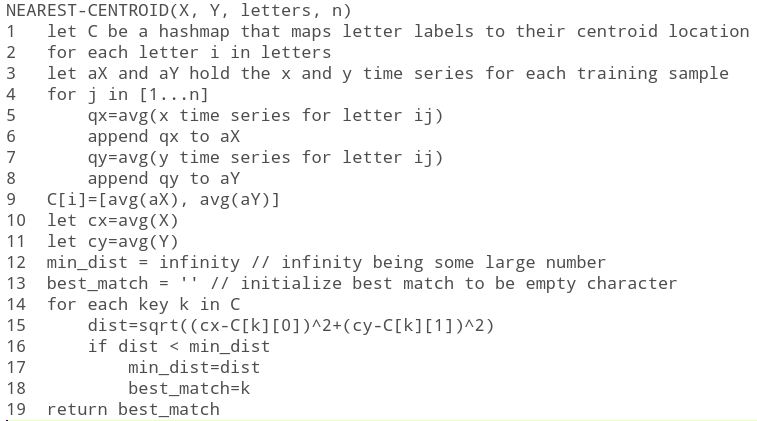 NEAREST-CENTROID(X, Y, letters, n)
1   let C be a hashmap that maps letter labels to their centroid location
2   for each letter i in letters
3   let aX and aY hold the x and y time series for each training sample
4   for j in [1...n]
5       qx=avg(x time series for letter ij)
6       append qx to aX
7       qy=avg(y time series for letter ij)
8       append qy to aY
9   C[i]=[avg(aX), avg(aY)]
10  let cx=avg(X)
11  let cy=avg(Y)
12  min_dist = infinity // infinity being some large number
13  best_match = '' // initialize best match to be empty character
14  for each key k in C
15      dist=sqrt((cx-C[k][0])^2+(cy-C[k][1])^2)
16      if dist < min_dist
17          min_dist=dist
18          best_match=k
19  return best_match